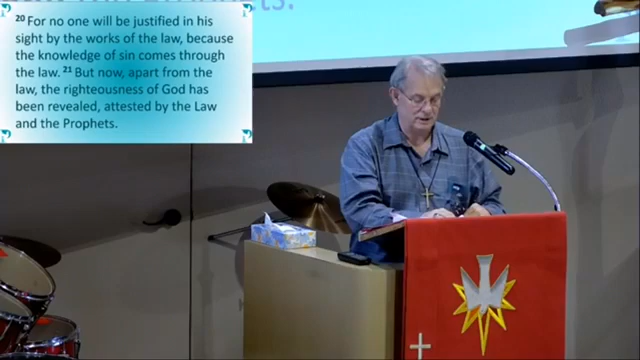 20 For no one will be justified in his
sight by the works of the law, because
the knowledge of sin comes through
the law. 21 But now, apart from the
law, the righteousness of God has
been revealed, attested by the Law
and the Prophets.